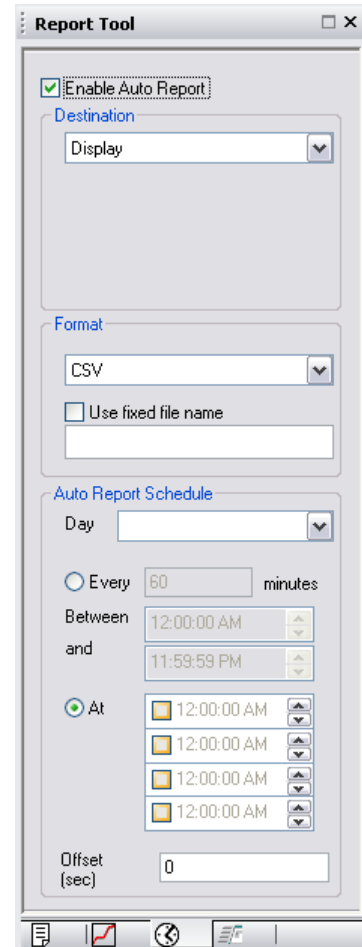 Report Tool
Enable Auto Report
Destination
Display
Format
CSV
Use fixed file name
Auto Report Schedule
Day
Every 60 minutes
Between 12:00:00 AM
and 11:59:59 PM
At 12:00:00 AM
12:00:00 AM
12:00:00 AM
12:00:00 AM
Offset
(sec) 0